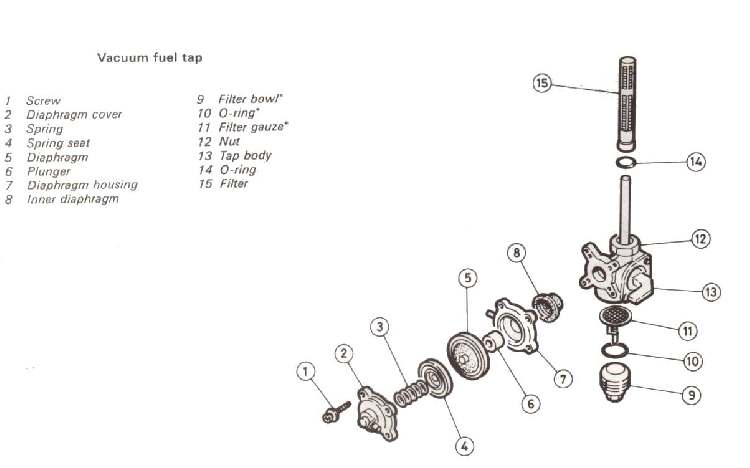 Vacuum fuel tap
1 Screw
2 Diaphragm cover
3 Spring
4 Spring seat
5 Diaphragm
6 Plunger
7 Diaphragm housing
8 Inner diaphragm
9 Filter bowl*
10 O-ring*
11 Filter gauze*
12 Nut
13 Tap body
14 O-ring
15 Filter
15
14
12
8
5
13
3
11
2
10
1
7
6
9
4